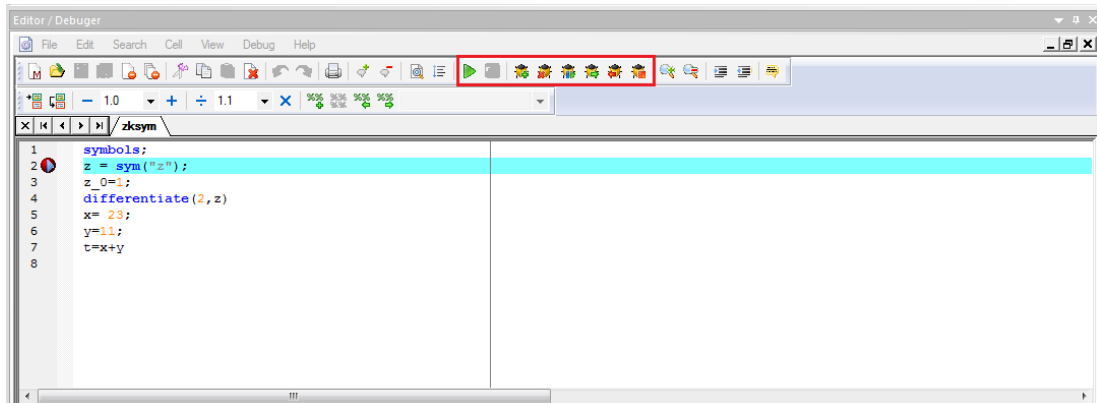 Editor / Debuger
File Edit Search Cell View Debug Help
1.0 1.1
zksym
1 symbols;
2 z = sym("z");
3 z_0=1;
4 differentiate(2,z)
5 x= 23;
6 y=11;
7 t=x+y
8